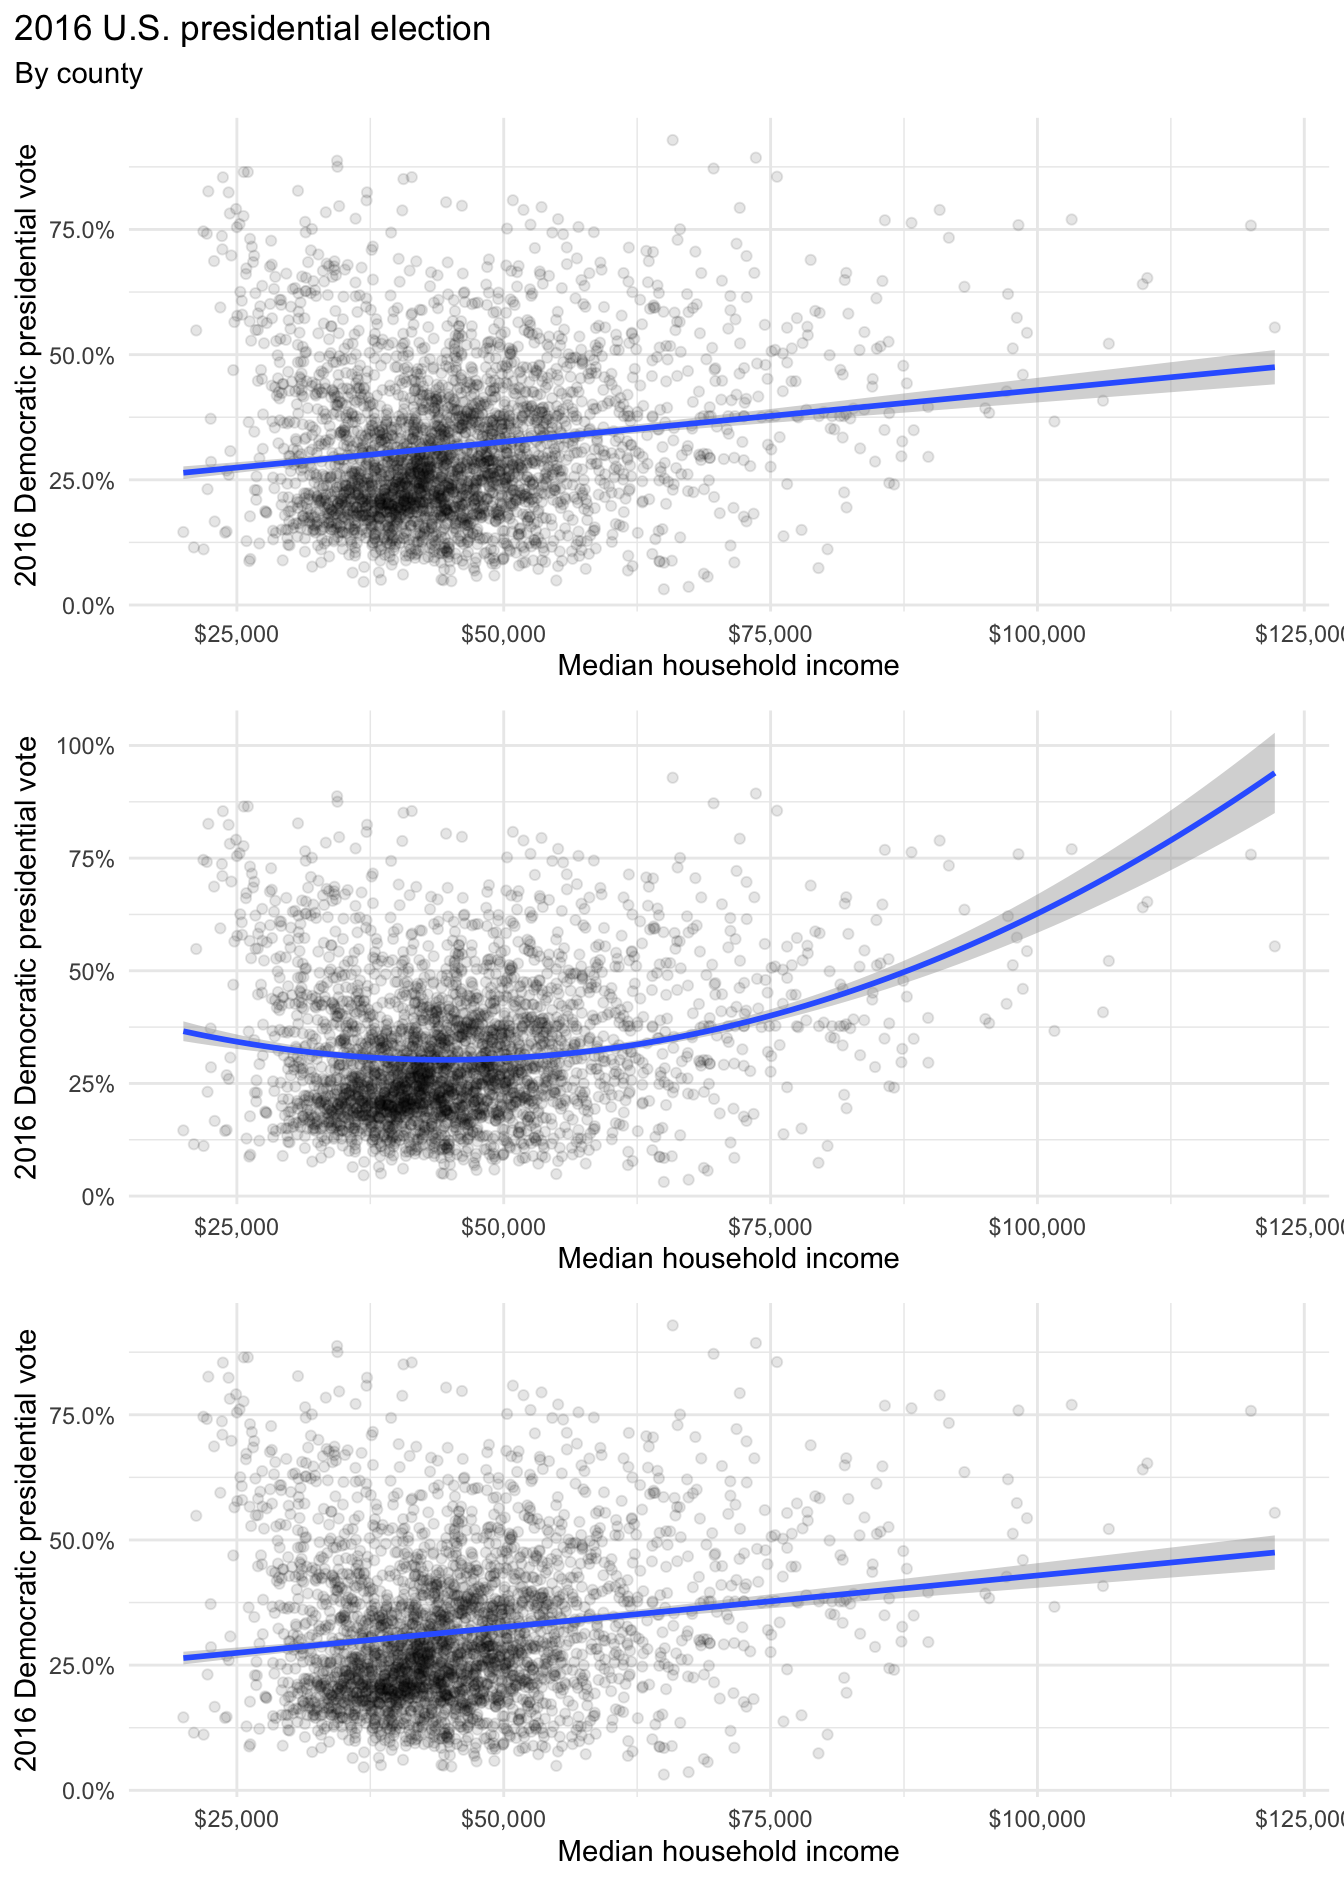 2016 U.S. presidential election
By county
2016 Democratic presidential vote
75.0%
50.0%
25.0%
0.0%
$25,000 $50,000 $75,000 $100,000 $125,00
Median household income
2016 Democratic presidential vote
100%
75%
50%
25%
0%
$25,000 $50,000 $75,000 $100,000 $125,00
Median household income
2016 Democratic presidential vote
75.0%
50.0%
25.0%
0.0%
$25,000 $50,000 $75,000 $100,000 $125,00
Median household income